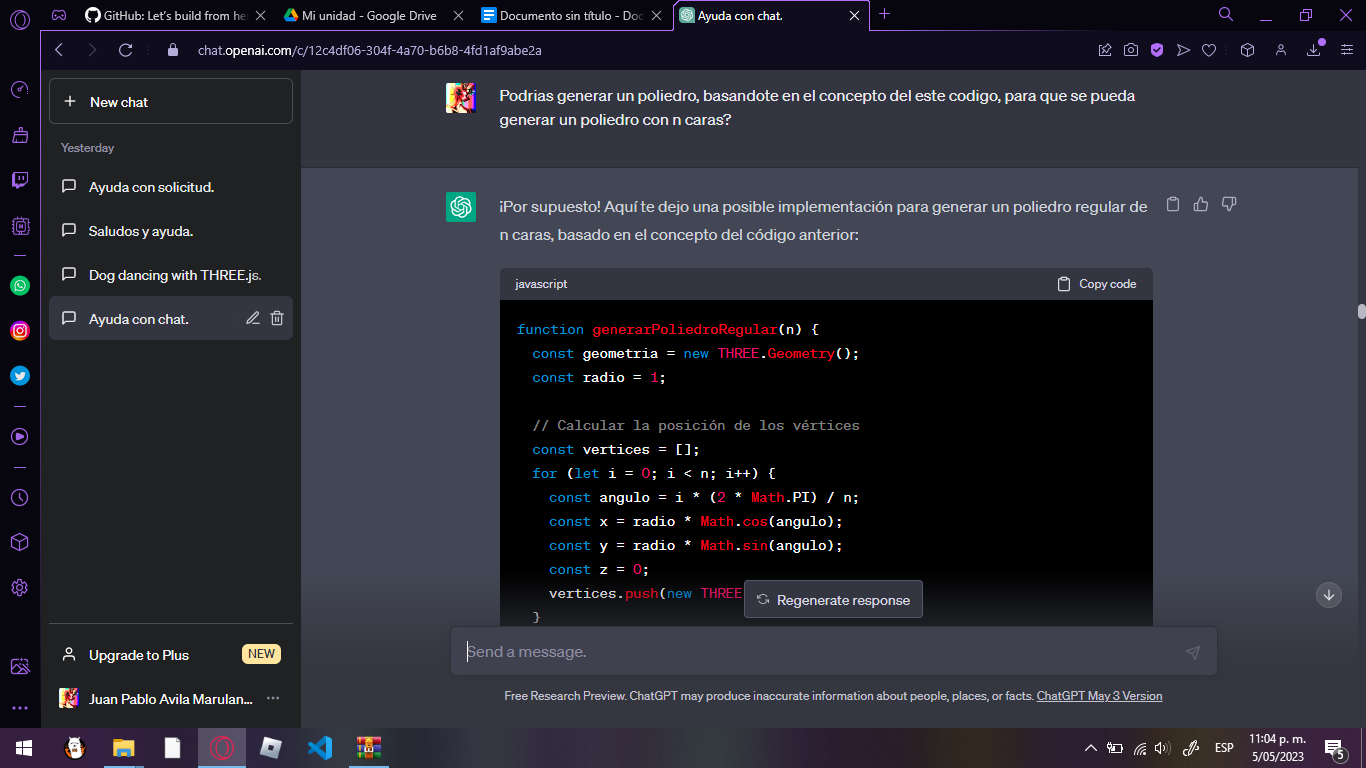 GitHub: Let's build from he
Mi unidad - Google Drive
Documento sin título - Doc
Ayuda con chat.
chat.openai.com/c/12c4df06-304f-4a70-b6b8-4fd1af9abe2a
New chat
Yesterday
Ayuda con solicitud.
Saludos y ayuda.
Dog dancing with THREE.js.
Ayuda con chat.
Upgrade to Plus
NEW
Juan Pablo Avila Marulan...
Podrias generar un poliedro, basandote en el concepto del este codigo, para que se pueda
generar un poliedro con n caras?
¡Por supuesto! Aquí te dejo una posible implementación para generar un poliedro regular de
n caras, basado en el concepto del código anterior:
javascript
Copy code
function generarPoliedroRegular(n) {
const geometria = new THREE.Geometry();
const radio = 1;
// Calcular la posición de los vértices
const vertices = [];
for (let i = 0; i < n; i++) {
const angulo = i * (2 * Math.PI) / n;
const x = radio * Math.cos(angulo);
const y = radio * Math.sin(angulo);
const z = 0;
vertices.push(new THREE
}
Regenerate response
Send a message.
Free Research Preview. ChatGPT may produce inaccurate information about people, places, or facts. ChatGPT May 3 Version
ESP
11:04 p. m.
5/05/2023
5